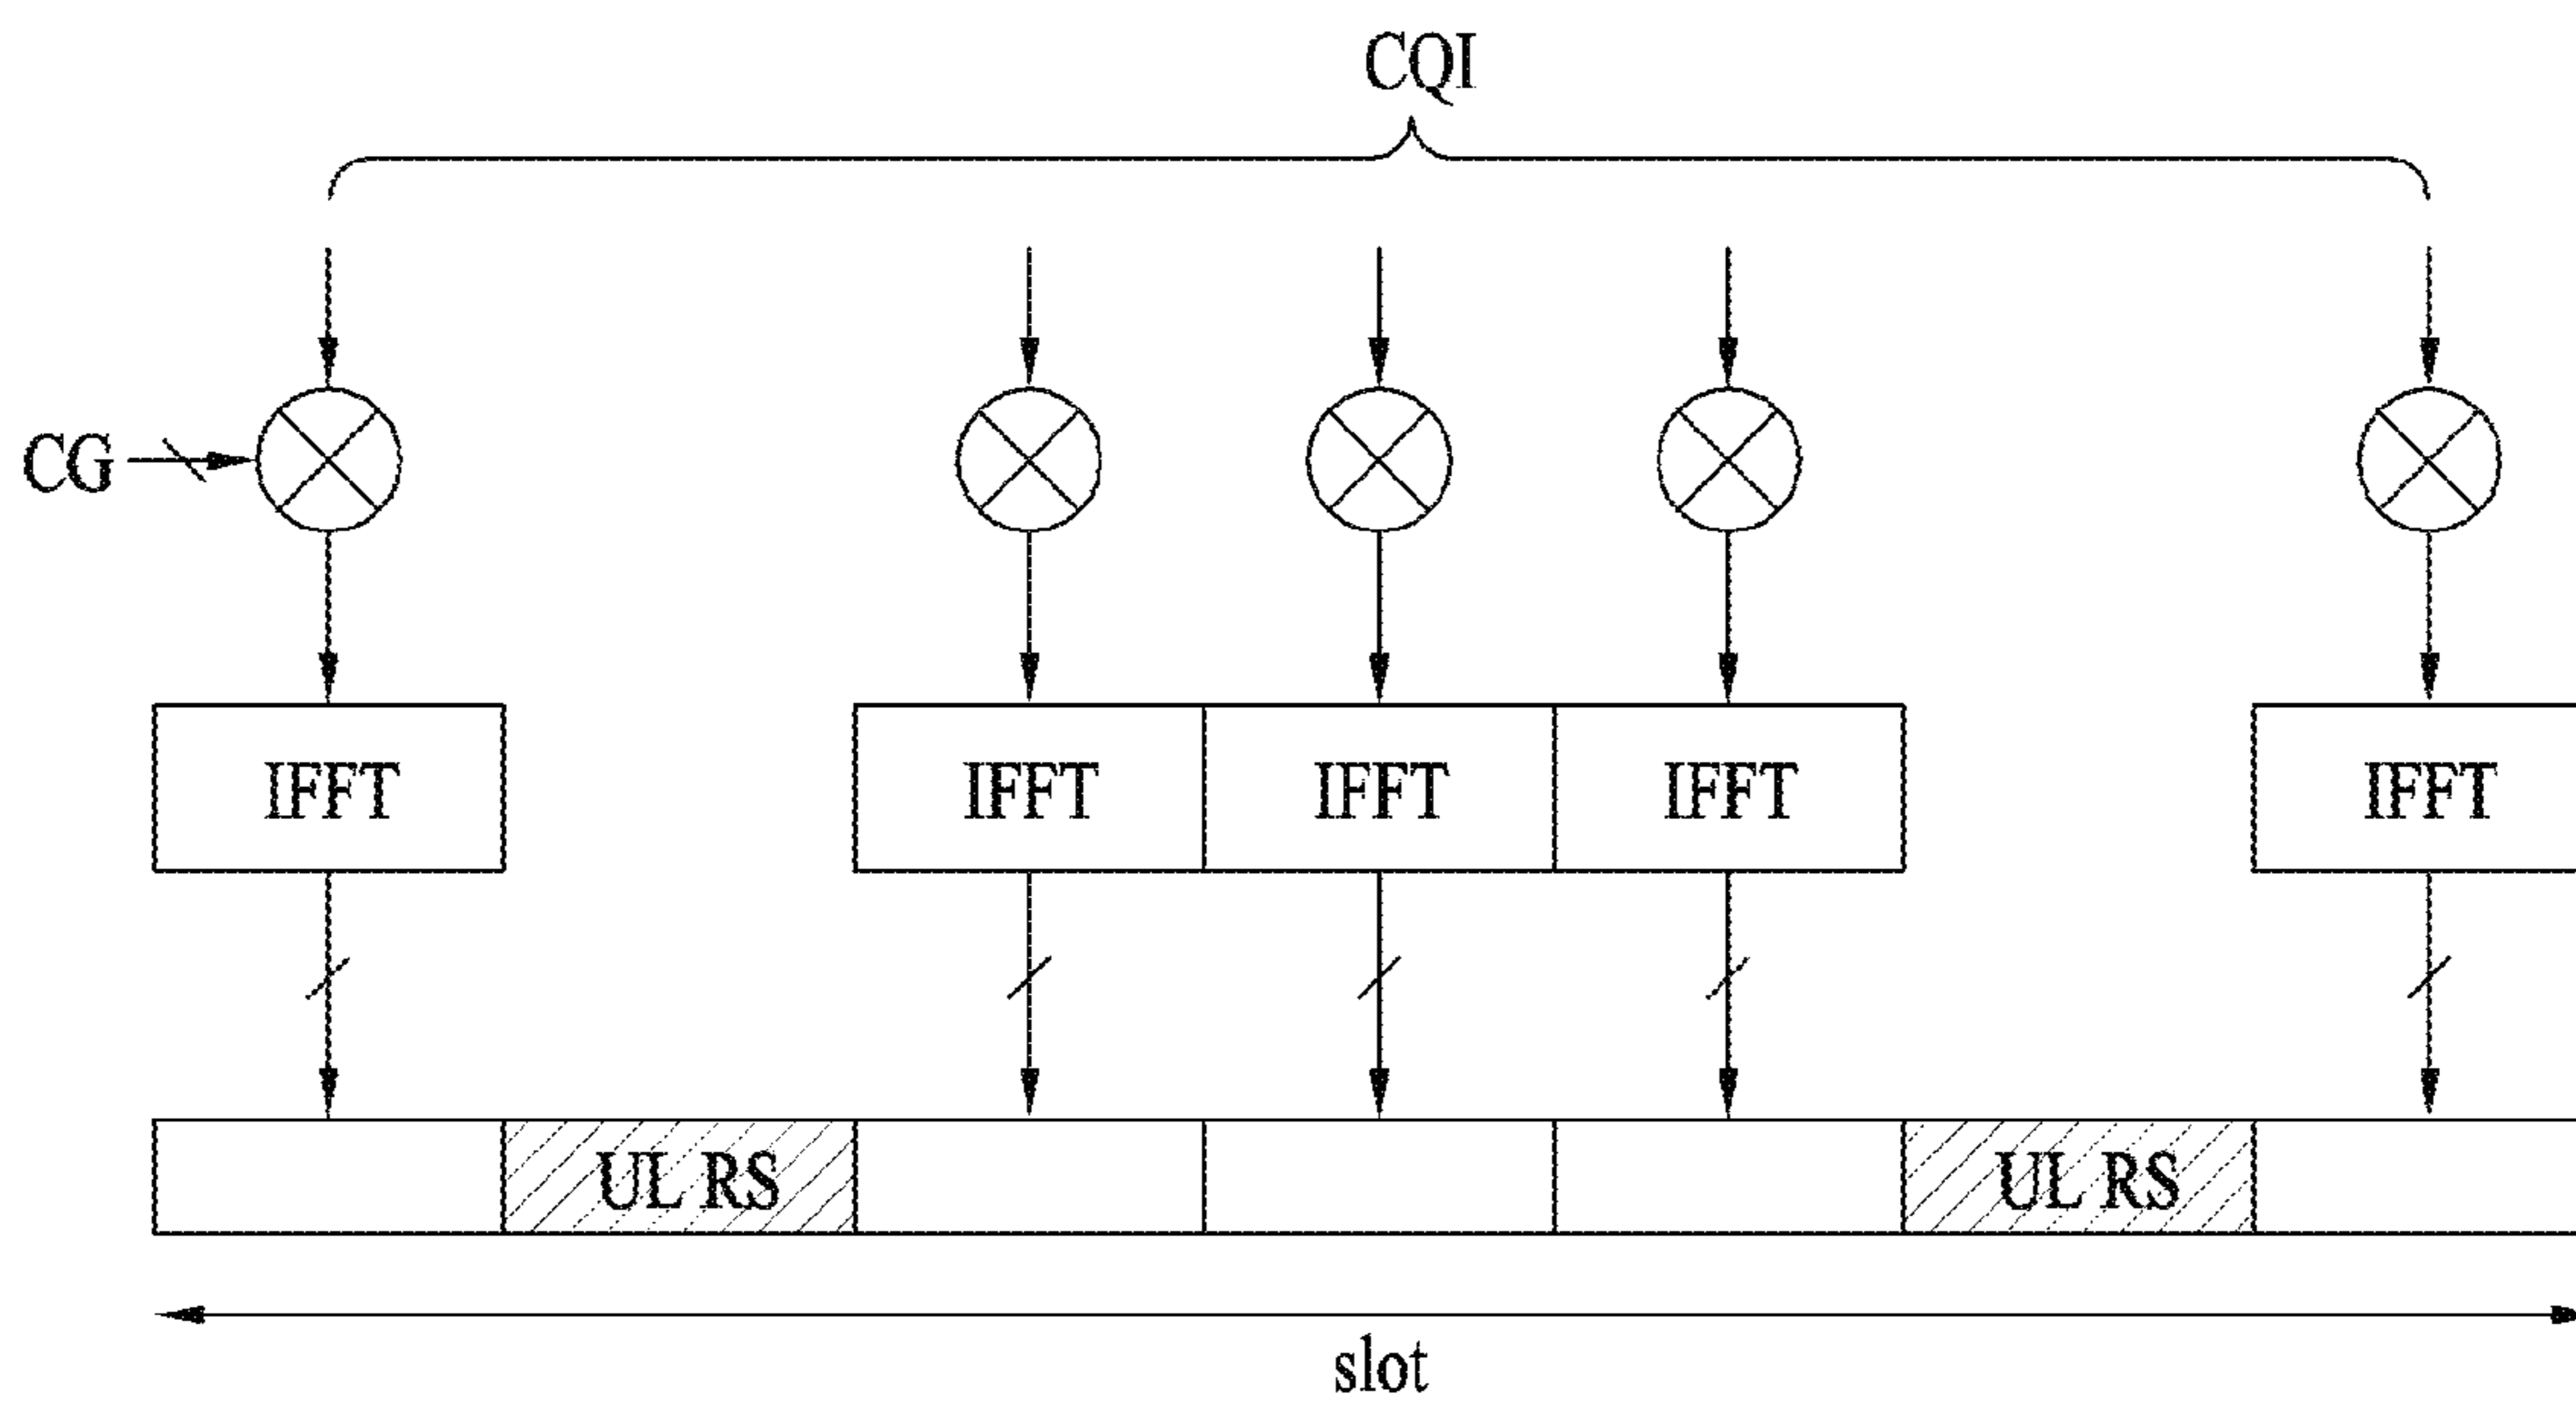 CQI
CG
IFFT IFFT IFFT IFFT IFFT
UL RS UL RS
slot